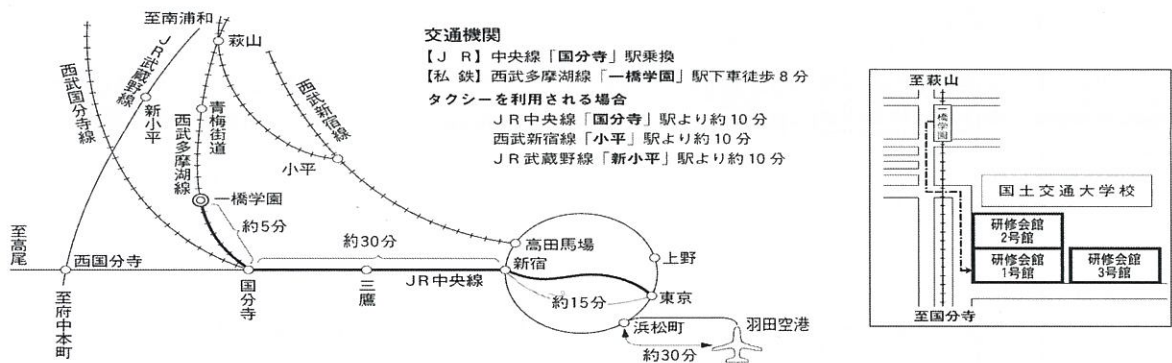 至南浦和
萩山
JR武蔵野線
西武国分寺線
新小平
青梅街道
西武多摩湖線
西武新宿線
小平
一橋学園
約5分
約30分
至高尾
西国分寺
国分寺
三鷹
JR中央線
高田馬場
新宿
上野
約15分
東京
至府中本町
浜松町
羽田空港
約30分
交通機関
【J R】中央線「国分寺」駅乗換
【私 鉄】西武多摩湖線「一橋学園」駅下車徒歩8分
タクシーを利用される場合
JR中央線「国分寺」駅より約10分
西武新宿線「小平」駅より約10分
JR武蔵野線「新小平」駅より約10分
至萩山
一橋学園
国土交通大学校
研修会館
2号館
研修会館
1号館
研修会館
3号館
至国分寺